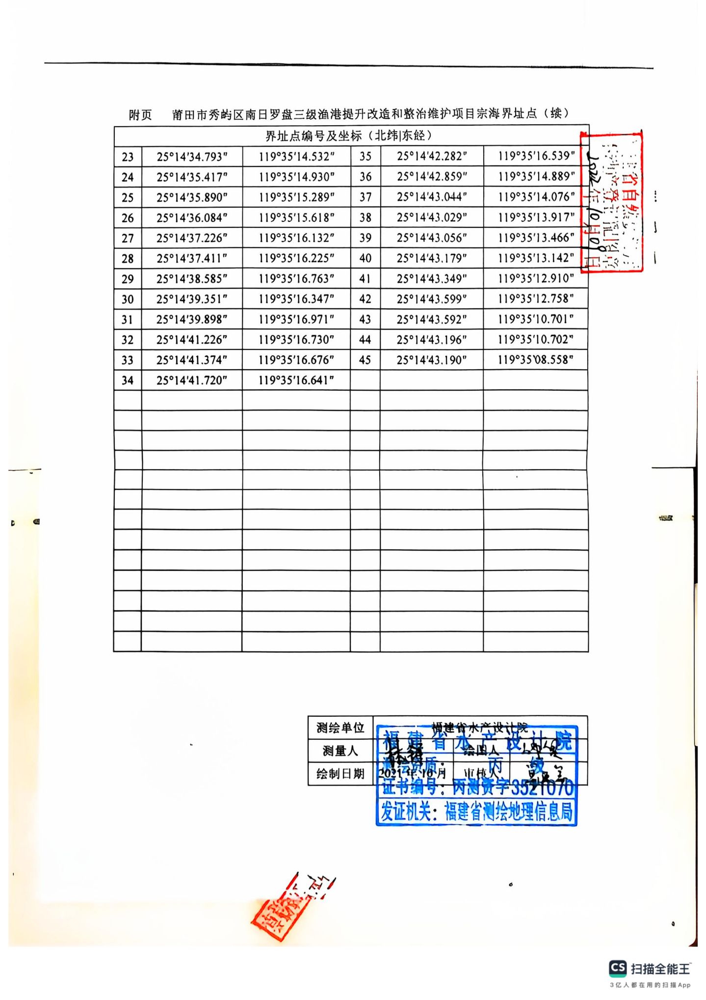 附页 莆田市秀屿区南日罗盘三级渔港提升改造和整治维护项目宗海界址点（续）
界址点编号及坐标（北纬|东经）
23 25°14′34.793″ 119°35′14.532″ 35 25°14′42.282″ 119°35′16.539″
24 25°14′35.417″ 119°35′14.930″ 36 25°14′42.859″ 119°35′14.889″
25 25°14′35.890″ 119°35′15.289″ 37 25°14′43.044″ 119°35′14.076″
26 25°14′36.084″ 119°35′15.618″ 38 25°14′43.029″ 119°35′13.917″
27 25°14′37.226″ 119°35′16.132″ 39 25°14′43.056″ 119°35′13.466″
28 25°14′37.411″ 119°35′16.225″ 40 25°14′43.179″ 119°35′13.142″
29 25°14′38.585″ 119°35′16.763″ 41 25°14′43.349″ 119°35′12.910″
30 25°14′39.351″ 119°35′16.347″ 42 25°14′43.599″ 119°35′12.758″
31 25°14′39.898″ 119°35′16.971″ 43 25°14′43.592″ 119°35′10.701″
32 25°14′41.226″ 119°35′16.730″ 44 25°14′43.196″ 119°35′10.702″
33 25°14′41.374″ 119°35′16.676″ 45 25°14′43.190″ 119°35′08.558″
34 25°14′41.720″ 119°35′16.641″
省自然
2022年10月09日
测绘单位 福建省水产设计院
测量人 绘图人
绘制日期 2021年10月 审核人
福建省水产设计院
测绘资质：丙级
证书编号：丙测资字3521070
发证机关：福建省测绘地理信息局
CS 扫描全能王
3亿人都在用的扫描App